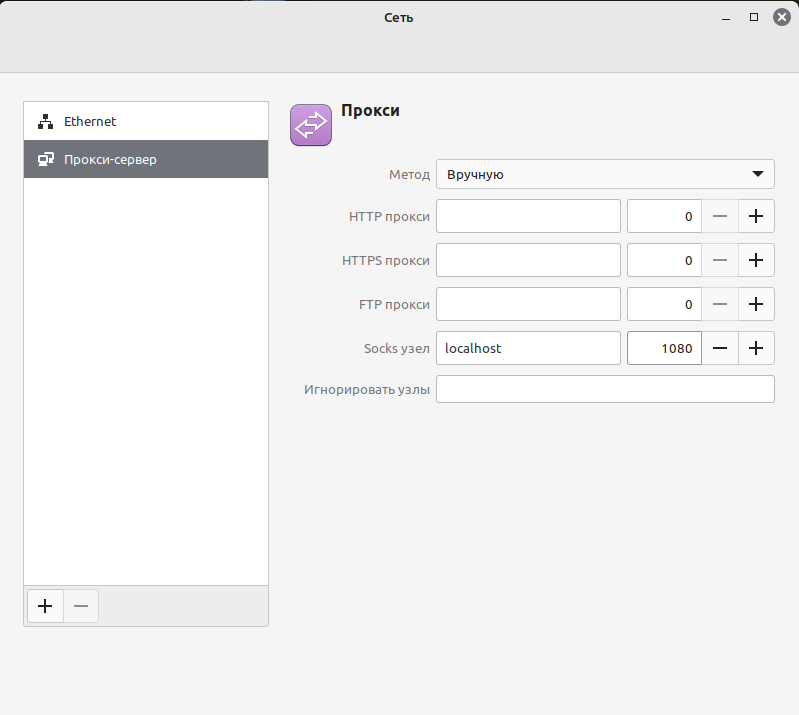 Сеть
Ethernet
Прокси-сервер
Прокси
Метод Вручную
HTTP прокси 0
HTTPS прокси 0
FTP прокси 0
Socks узел localhost 1080
Игнорировать узлы